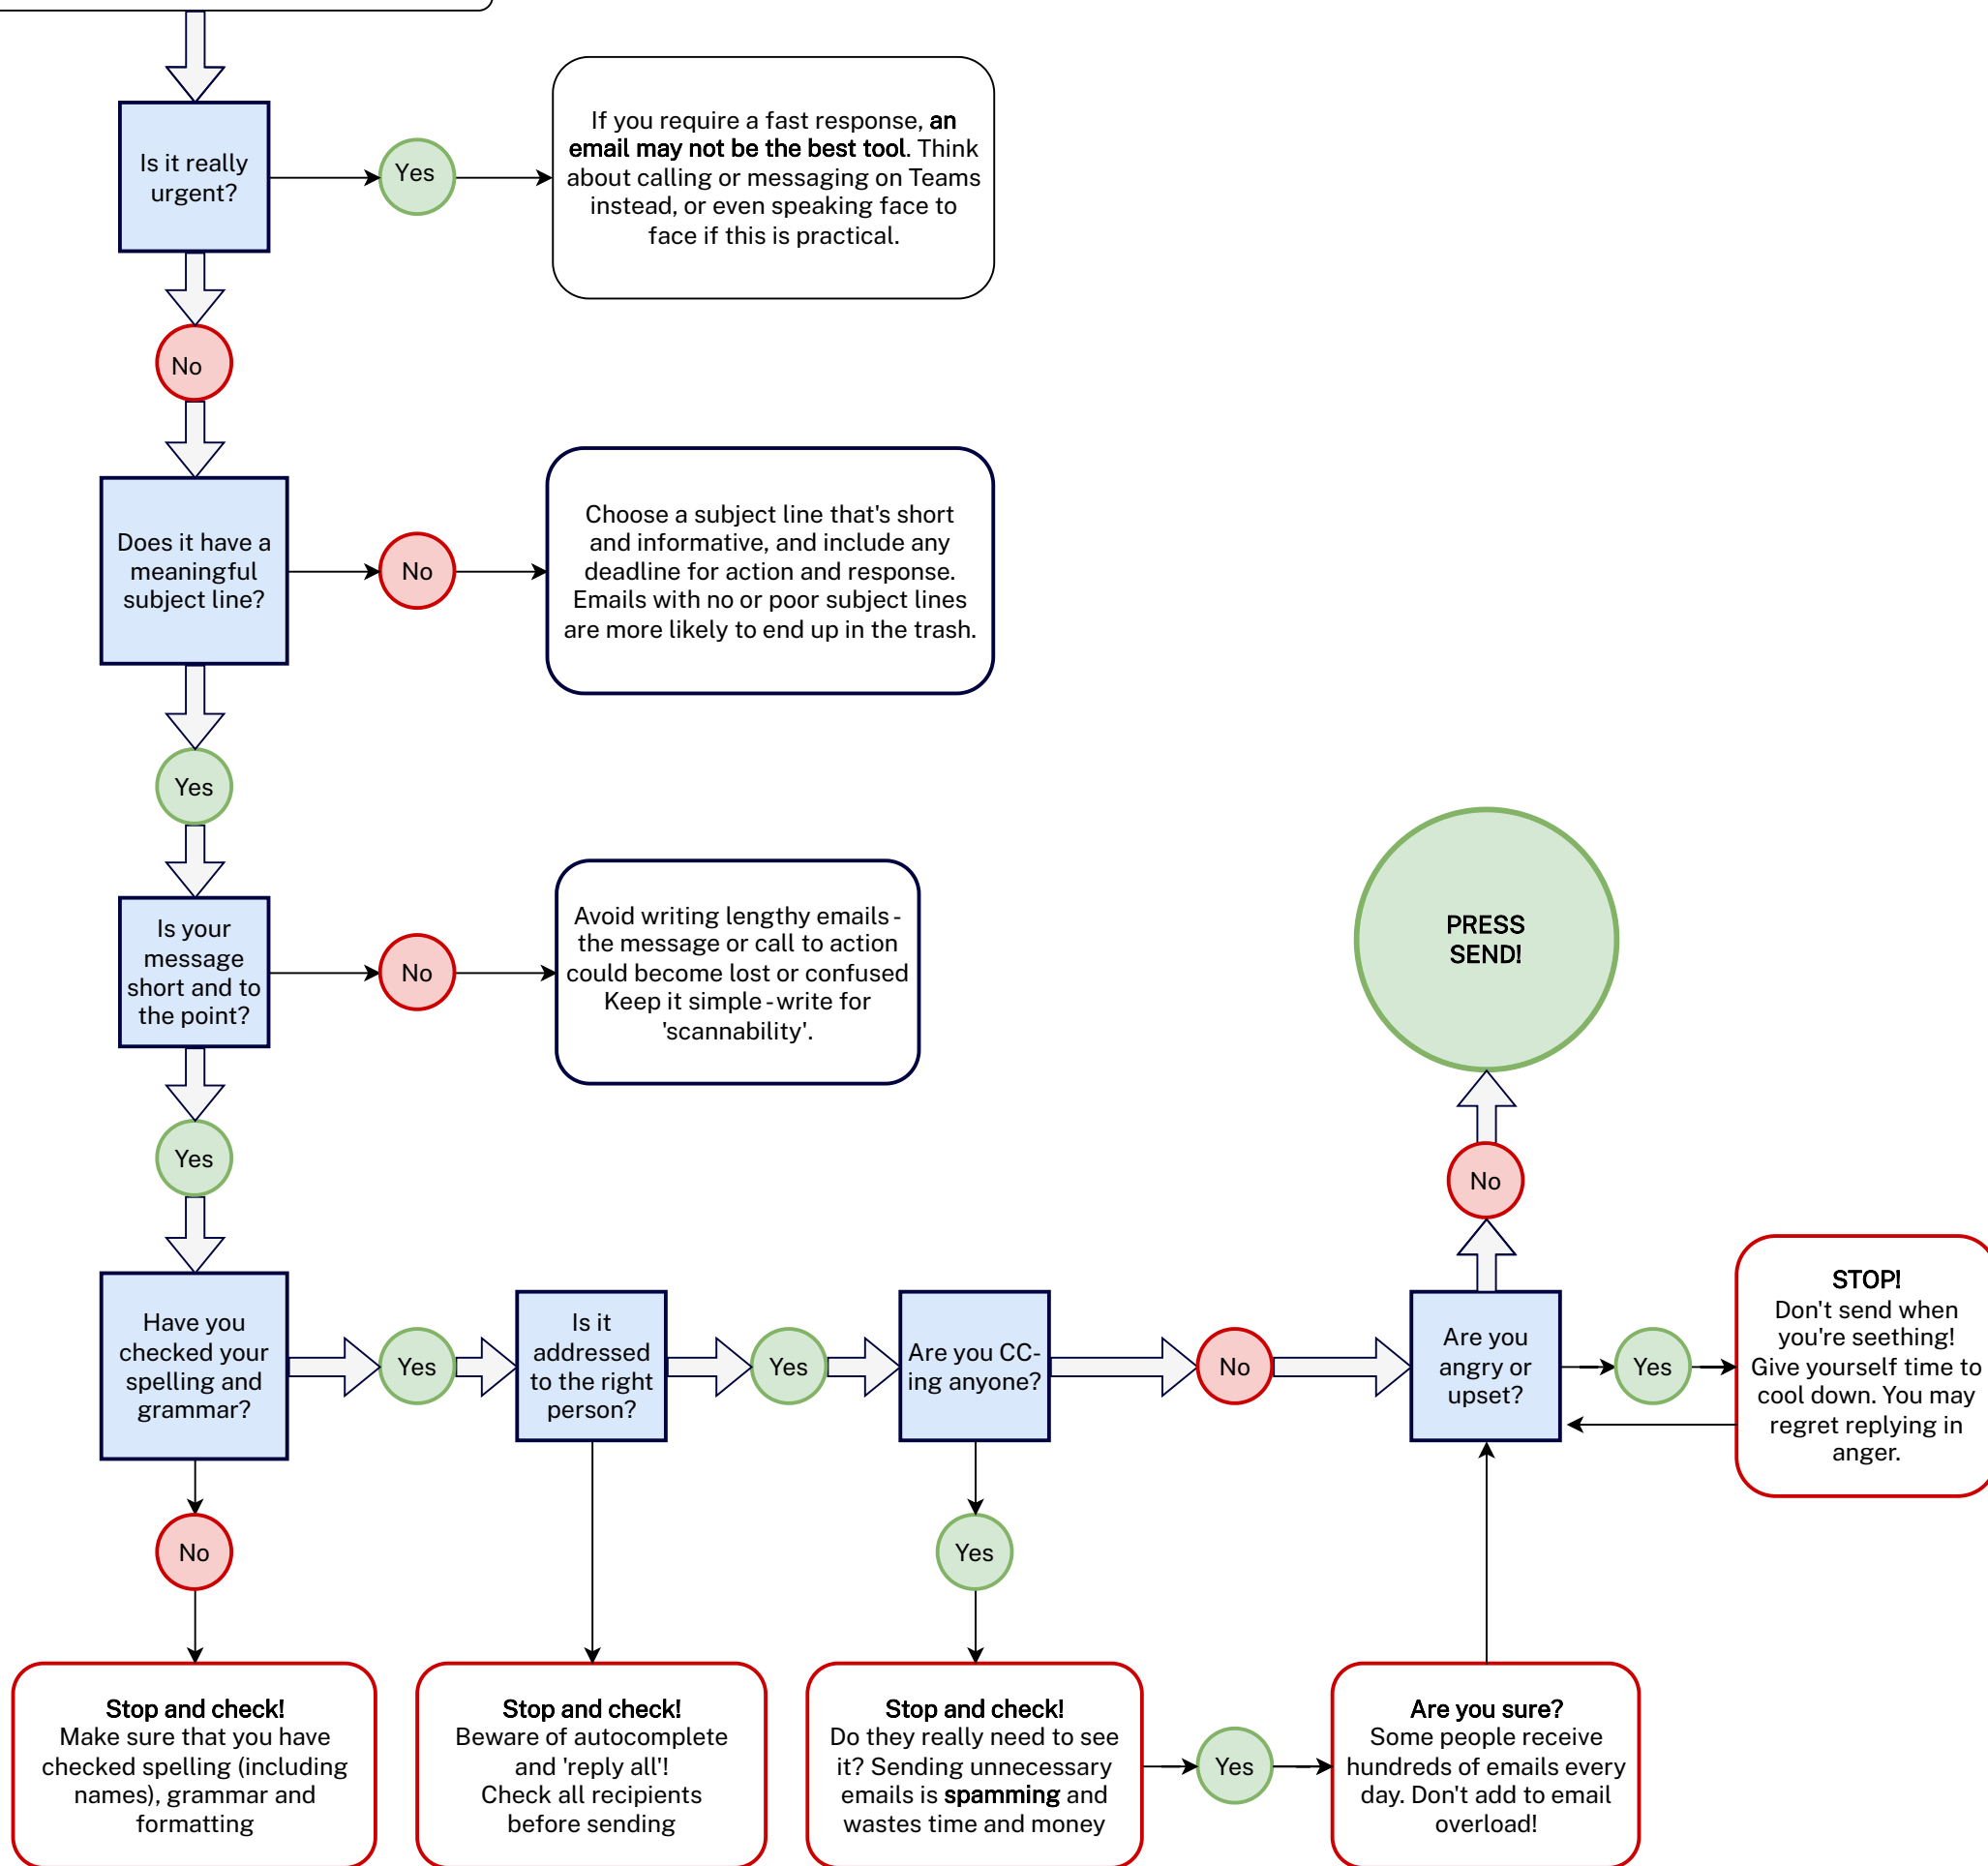 Is it really
urgent?
Yes
If you require a fast response, an
email may not be the best tool. Think
about calling or messaging on Teams
instead, or even speaking face to
face if this is practical.
No
Does it have a
meaningful
subject line?
No
Choose a subject line that's short
and informative, and include any
deadline for action and response.
Emails with no or poor subject lines
are more likely to end up in the trash.
Yes
Is your
message
short and to
the point?
No
Avoid writing lengthy emails -
the message or call to action
could become lost or confused
Keep it simple - write for
'scannability'.
PRESS
SEND!
Yes
No
Have you
checked your
spelling and
grammar?
Yes
Is it
addressed
to the right
person?
Yes
Are you CC-
ing anyone?
No
Are you
angry or
upset?
Yes
STOP!
Don't send when
you're seething!
Give yourself time to
cool down. You may
regret replying in
anger.
No
Yes
Stop and check!
Make sure that you have
checked spelling (including
names), grammar and
formatting
Stop and check!
Beware of autocomplete
and 'reply all'!
Check all recipients
before sending
Stop and check!
Do they really need to see
it? Sending unnecessary
emails is spamming and
wastes time and money
Yes
Are you sure?
Some people receive
hundreds of emails every
day. Don't add to email
overload!